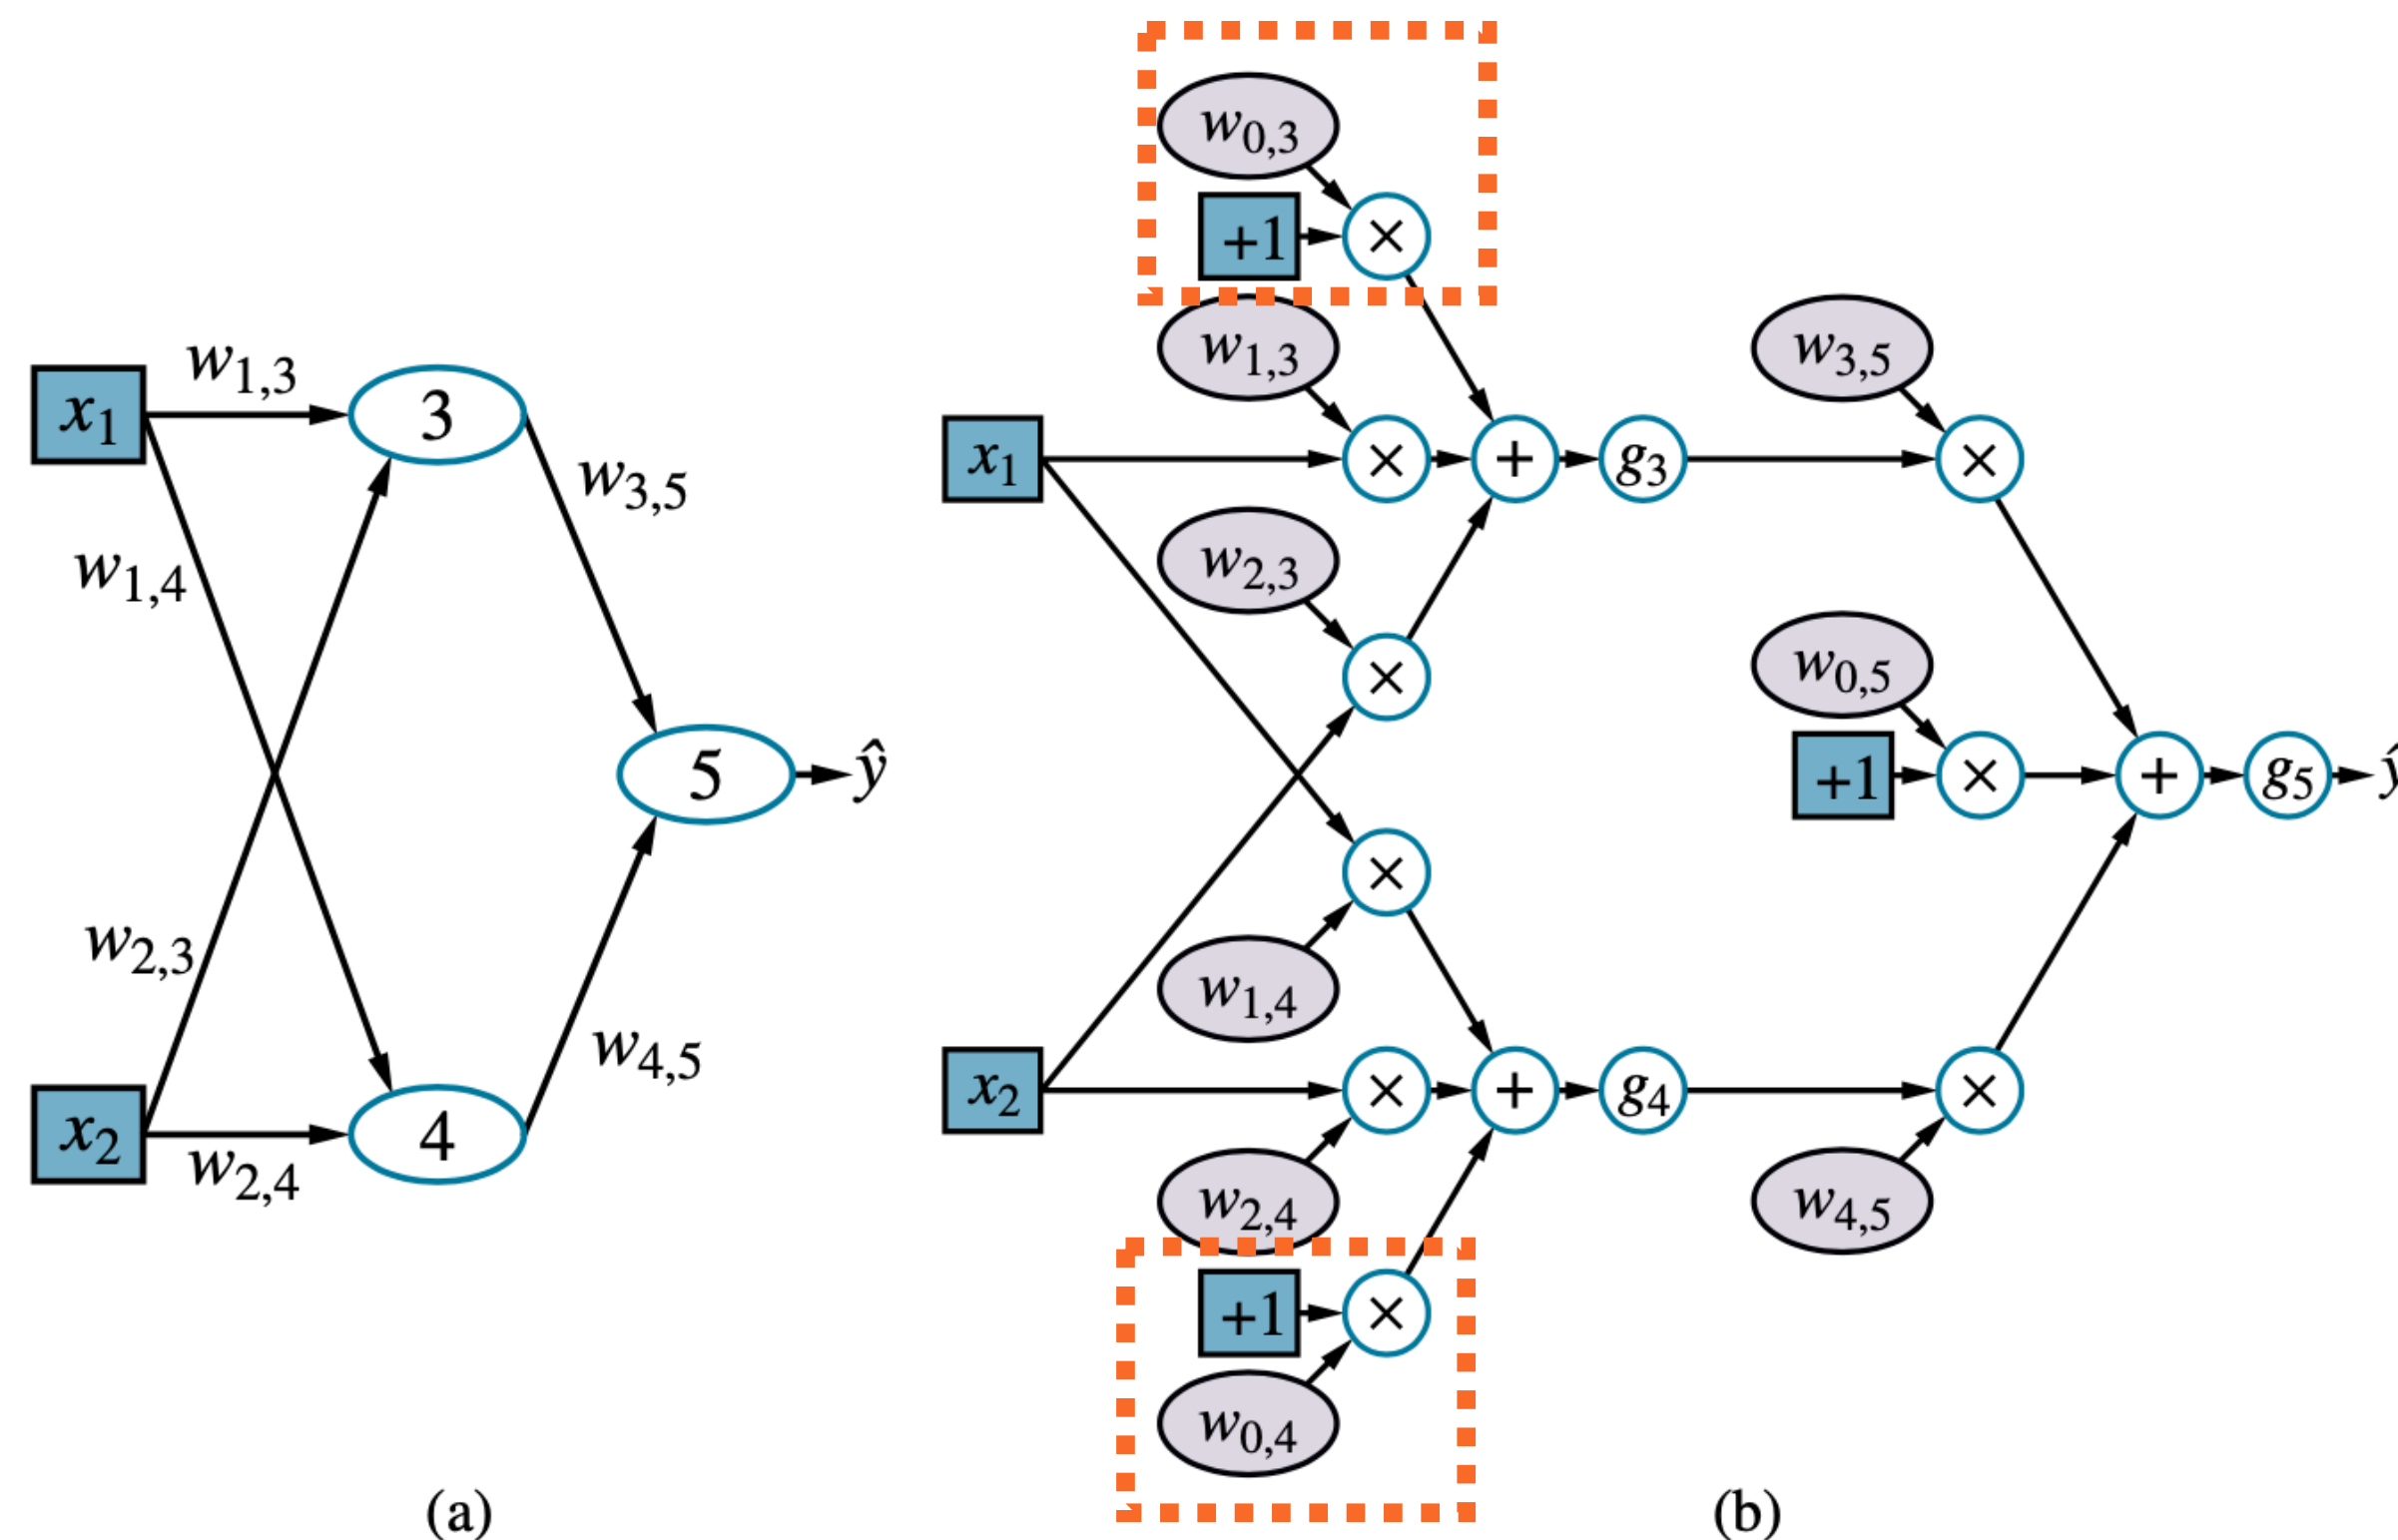 w0,3
+1 ×
w1,3 w3,5
w1,3
x1 3
x1 × + g3 ×
w3,5
w2,3
w1,4
×
w0,5
5 ŷ
+1 × + g5
×
w2,3
w1,4
w4,5
x2 × + g4 ×
x2 4
w2,4
w2,4 w4,5
+1 ×
w0,4
(a) (b)